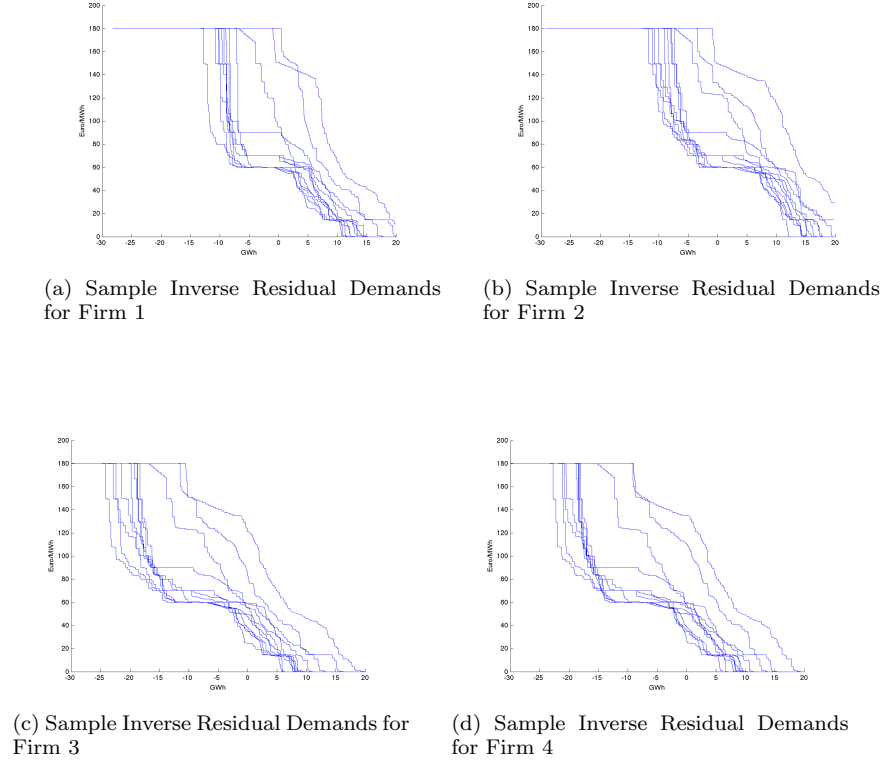 200
180
160
140
120
100
80
60
40
20
0
Euro/MWh
-30 -25 -20 -15 -10 -5 0 5 10 15 20
GWh
200
180
160
140
120
100
80
60
40
20
0
Euro/MWh
-30 -25 -20 -15 -10 -5 0 5 10 15 20
GWh
(a) Sample Inverse Residual Demands
for Firm 1
(b) Sample Inverse Residual Demands
for Firm 2
200
180
160
140
120
100
80
60
40
20
0
Euro/MWh
-30 -25 -20 -15 -10 -5 0 5 10 15 20
GWh
200
180
160
140
120
100
80
60
40
20
0
Euro/MWh
-30 -25 -20 -15 -10 -5 0 5 10 15 20
GWh
(c) Sample Inverse Residual Demands for
Firm 3
(d) Sample Inverse Residual Demands
for Firm 4